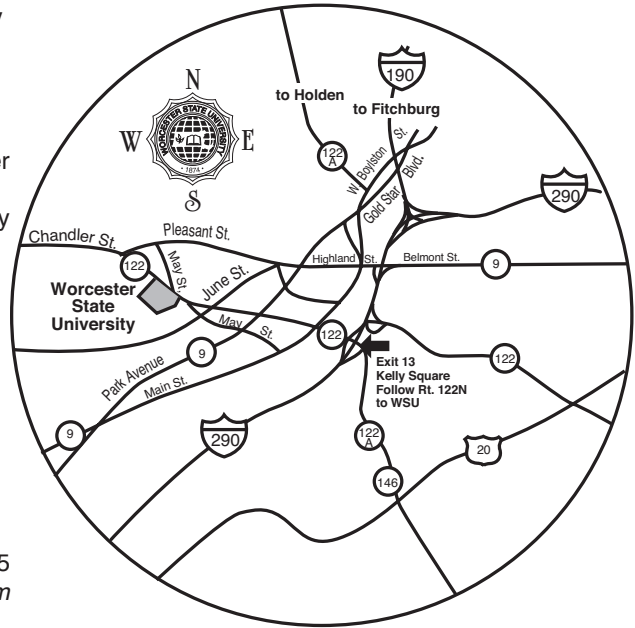 y
er
y
5
m
N
W
E
S
WORCESTER STATE UNIVERSITY
• 1874 •
to Holden
190
to Fitchburg
122
A
W. Boylston St.
Gold Star Blvd.
290
Chandler St.
Pleasant St.
122
May St.
June St.
Highland St.
Belmont St.
9
Worcester
State
University
May St.
122
Park Avenue
9
Main St.
Exit 13
Kelly Square
Follow Rt. 122N
to WSU
122
9
290
122
A
20
146